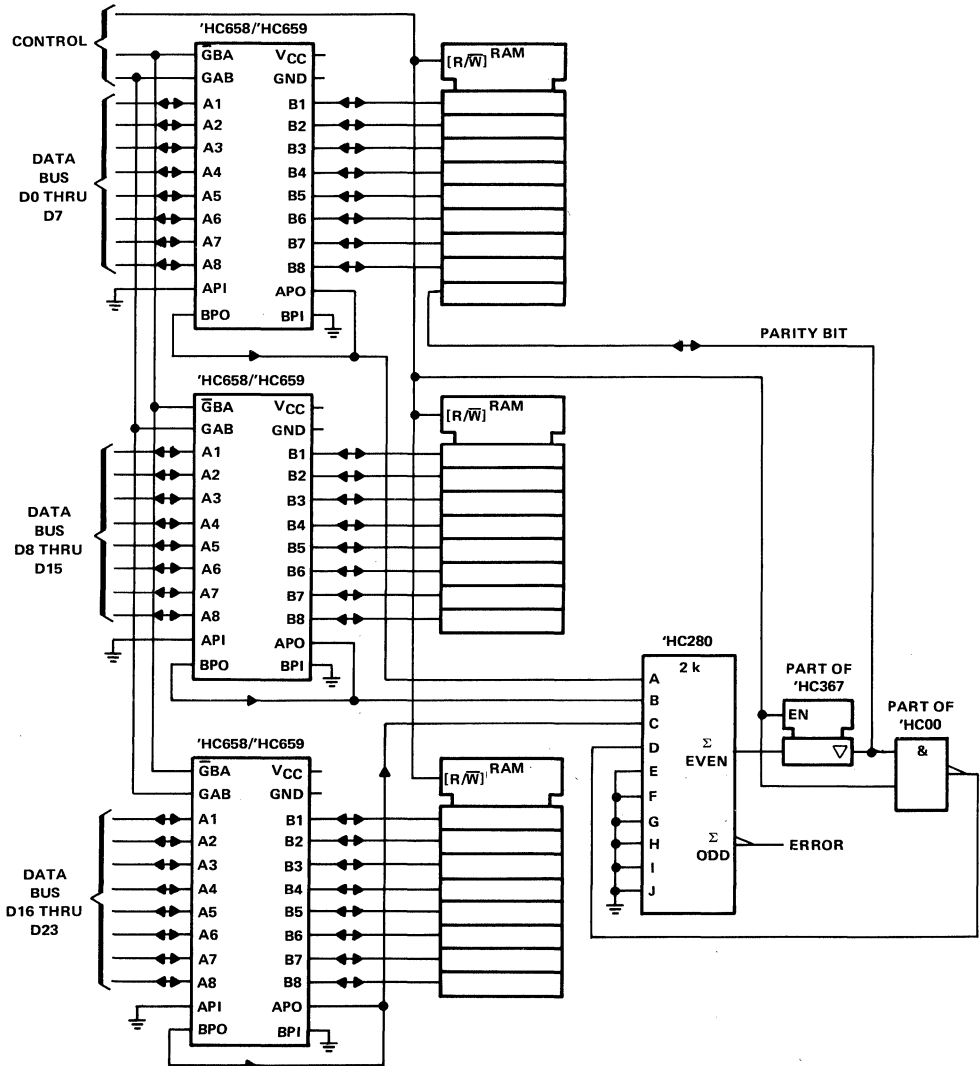 CONTROL
'HC658/'HC659
G̅BA VCC
GAB GND
A1 B1
A2 B2
A3 B3
A4 B4
A5 B5
A6 B6
A7 B7
A8 B8
API APO
BPO BPI
DATA
BUS
D0 THRU
D7
[R/W̅] RAM
PARITY BIT
'HC658/'HC659
G̅BA VCC
GAB GND
A1 B1
A2 B2
A3 B3
A4 B4
A5 B5
A6 B6
A7 B7
A8 B8
API APO
BPO BPI
DATA
BUS
D8 THRU
D15
[R/W̅] RAM
'HC280
2 k
A
B
C
D
E
F
G
H
I
J
Σ
EVEN
Σ
ODD
ERROR
PART OF
'HC367
EN
▽
PART OF
'HC00
&
'HC658/'HC659
G̅BA VCC
GAB GND
A1 B1
A2 B2
A3 B3
A4 B4
A5 B5
A6 B6
A7 B7
A8 B8
API APO
BPO BPI
DATA
BUS
D16 THRU
D23
[R/W̅] RAM